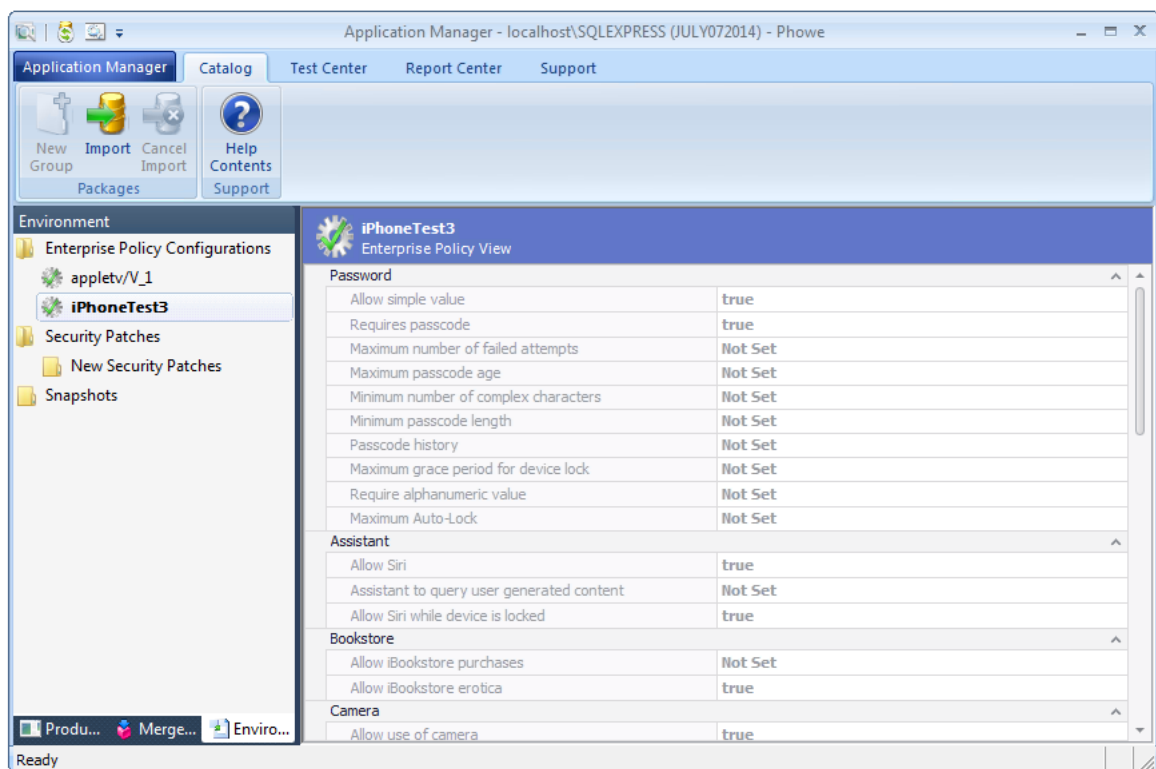 Application Manager - localhost\SQLEXPRESS (JULY072014) - Phowe
Application Manager Catalog Test Center Report Center Support
New Group Import Cancel Import Help Contents
Packages Support
Environment
Enterprise Policy Configurations
appletv/V_1
iPhoneTest3
Security Patches
New Security Patches
Snapshots
Produ... Merge... Enviro...
iPhoneTest3
Enterprise Policy View
Password
Allow simple value true
Requires passcode true
Maximum number of failed attempts Not Set
Maximum passcode age Not Set
Minimum number of complex characters Not Set
Minimum passcode length Not Set
Passcode history Not Set
Maximum grace period for device lock Not Set
Require alphanumeric value Not Set
Maximum Auto-Lock Not Set
Assistant
Allow Siri true
Assistant to query user generated content Not Set
Allow Siri while device is locked true
Bookstore
Allow iBookstore purchases Not Set
Allow iBookstore erotica true
Camera
Allow use of camera true
Ready